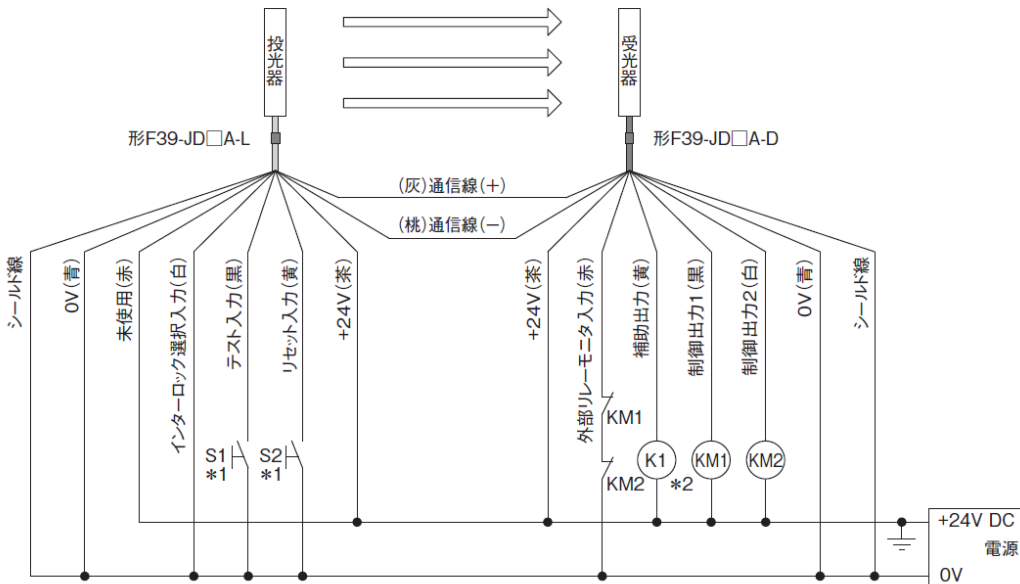 投光器
受光器
形F39-JD□A-L
形F39-JD□A-D
(灰)通信線(+)
(桃)通信線(−)
シールド線
0V(青)
未使用(赤)
インターロック選択入力(白)
テスト入力(黒)
リセット入力(黄)
+24V(茶)
+24V(茶)
外部リレーモニタ入力(赤)
補助出力(黄)
制御出力1(黒)
制御出力2(白)
0V(青)
シールド線
KM1
S1
*1
S2
*1
KM2
K1
*2
KM1
KM2
+24V DC
電源
0V